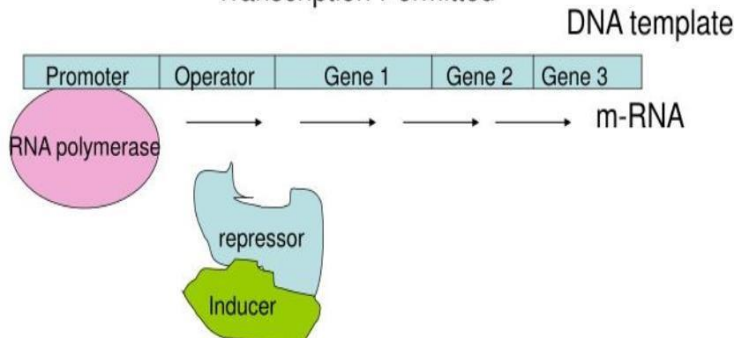 DNA template
Promoter Operator Gene 1 Gene 2 Gene 3
m-RNA
RNA polymerase
repressor
Inducer